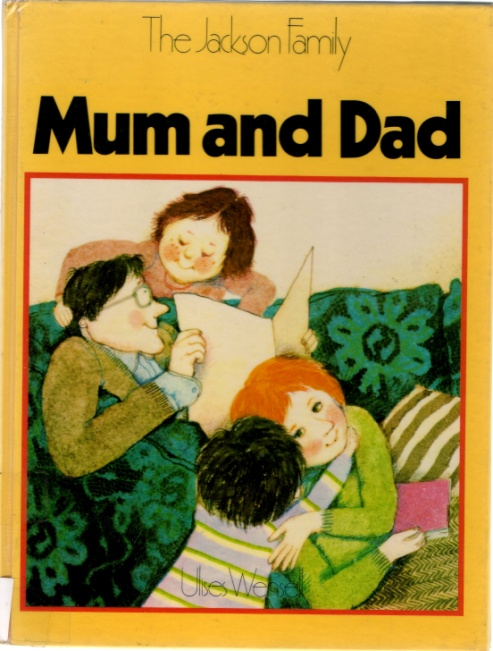 The Jackson Family
Mum and Dad
Ulises Wensell